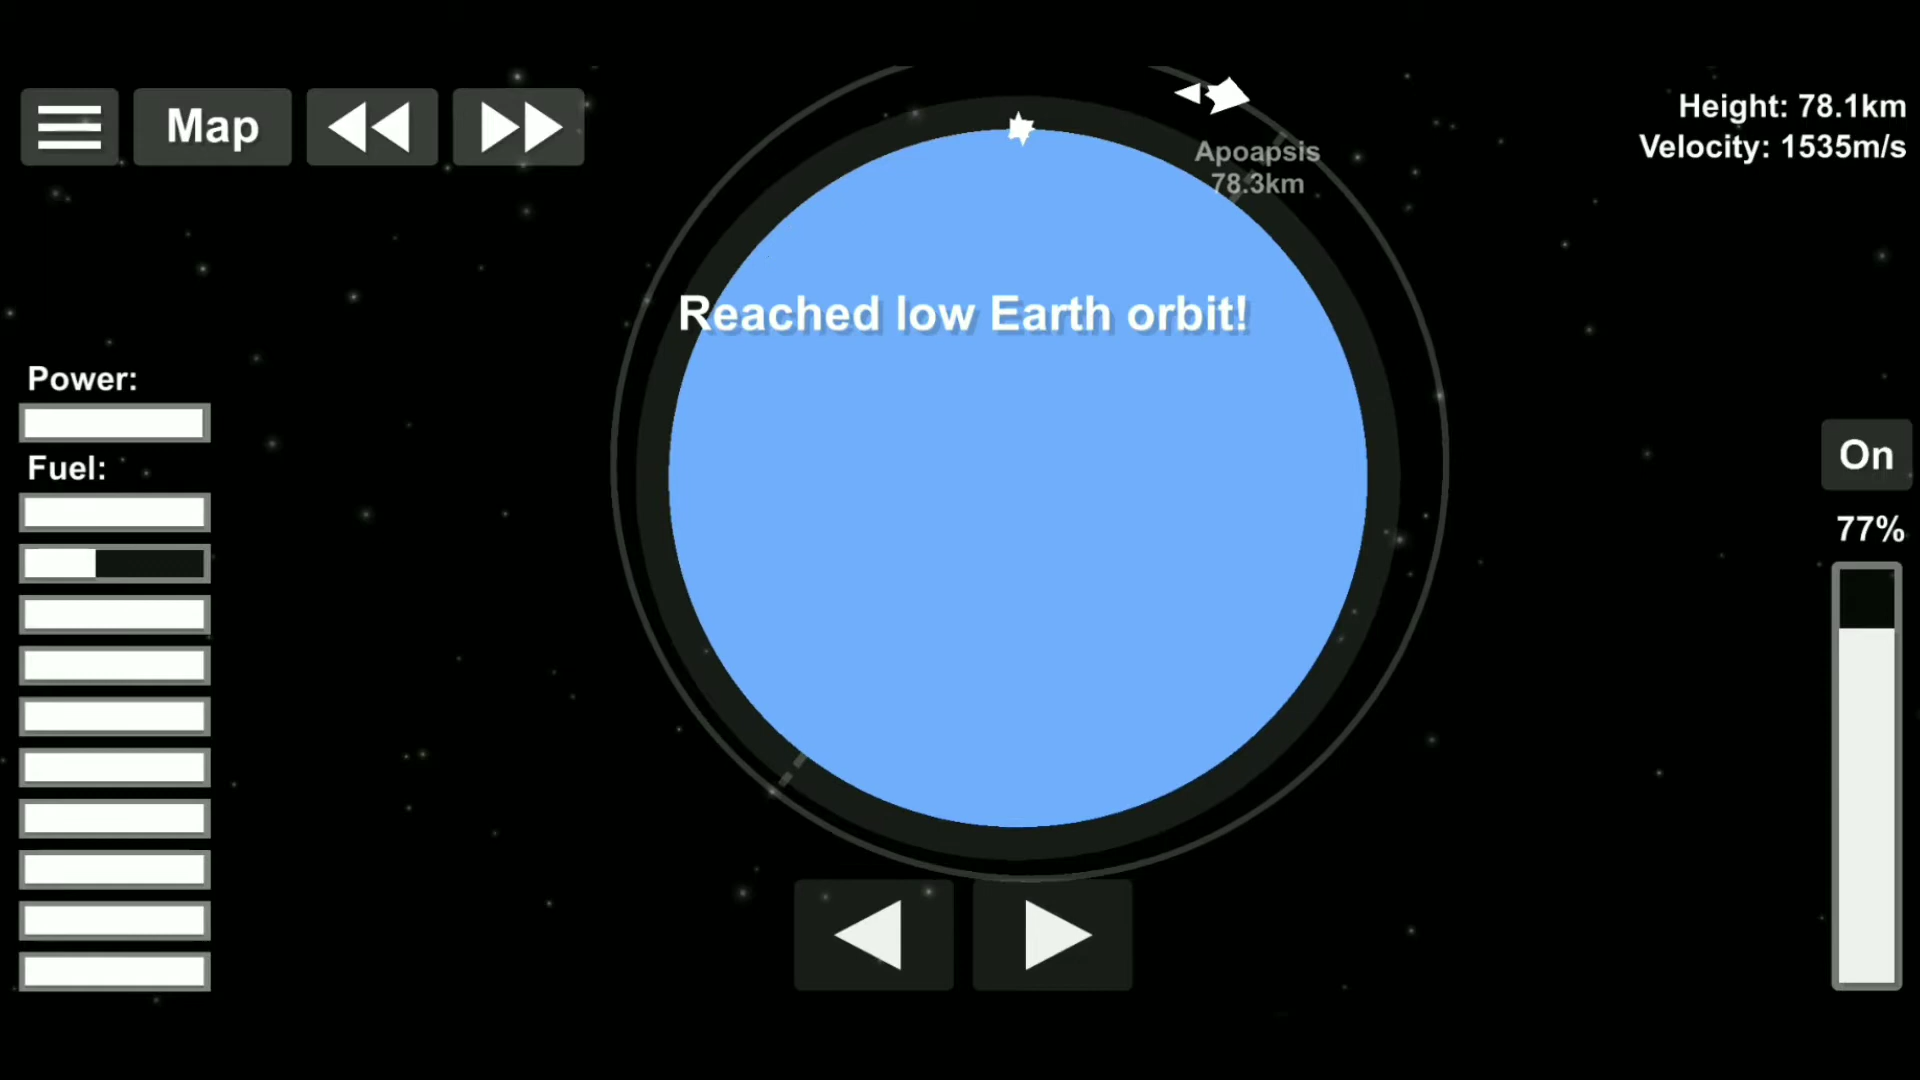 Map
Height: 78.1km
Velocity: 1535m/s
Apoapsis
78.3km
Reached low Earth orbit!
Power:
Fuel:
On
77%